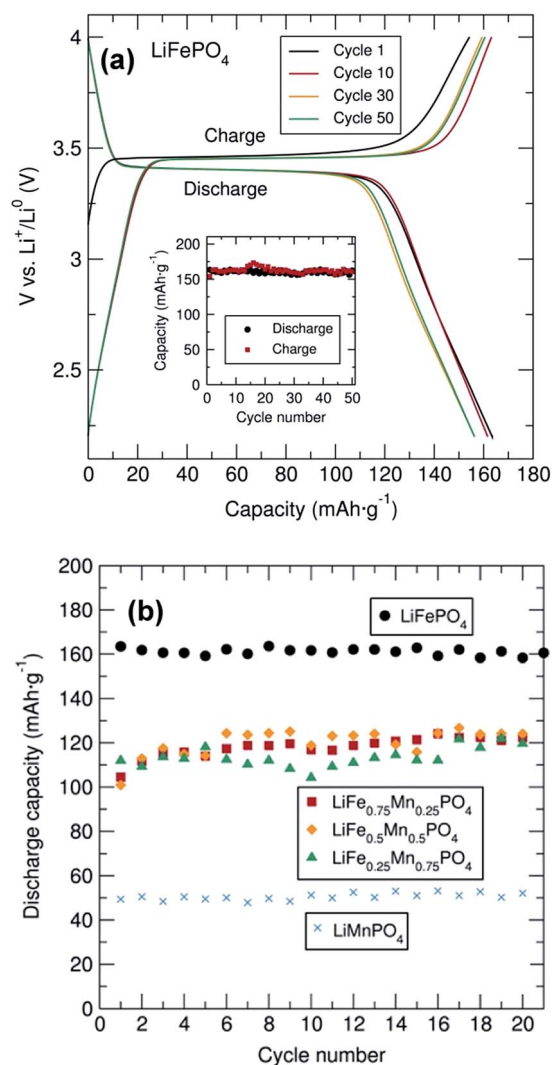 (a)
LiFePO₄
Cycle 1
Cycle 10
Cycle 30
Cycle 50
Charge
Discharge
V vs. Li⁺/Li⁰ (V)
4
3.5
3
2.5
Capacity (mAh·g⁻¹)
200
150
100
50
0
Discharge
Charge
0 10 20 30 40 50
Cycle number
0 20 40 60 80 100 120 140 160 180
Capacity (mAh·g⁻¹)
(b)
LiFePO₄
LiFe₀.₇₅Mn₀.₂₅PO₄
LiFe₀.₅Mn₀.₅PO₄
LiFe₀.₂₅Mn₀.₇₅PO₄
LiMnPO₄
Discharge capacity (mAh·g⁻¹)
200
180
160
140
120
100
80
60
40
20
0
0 2 4 6 8 10 12 14 16 18 20
Cycle number